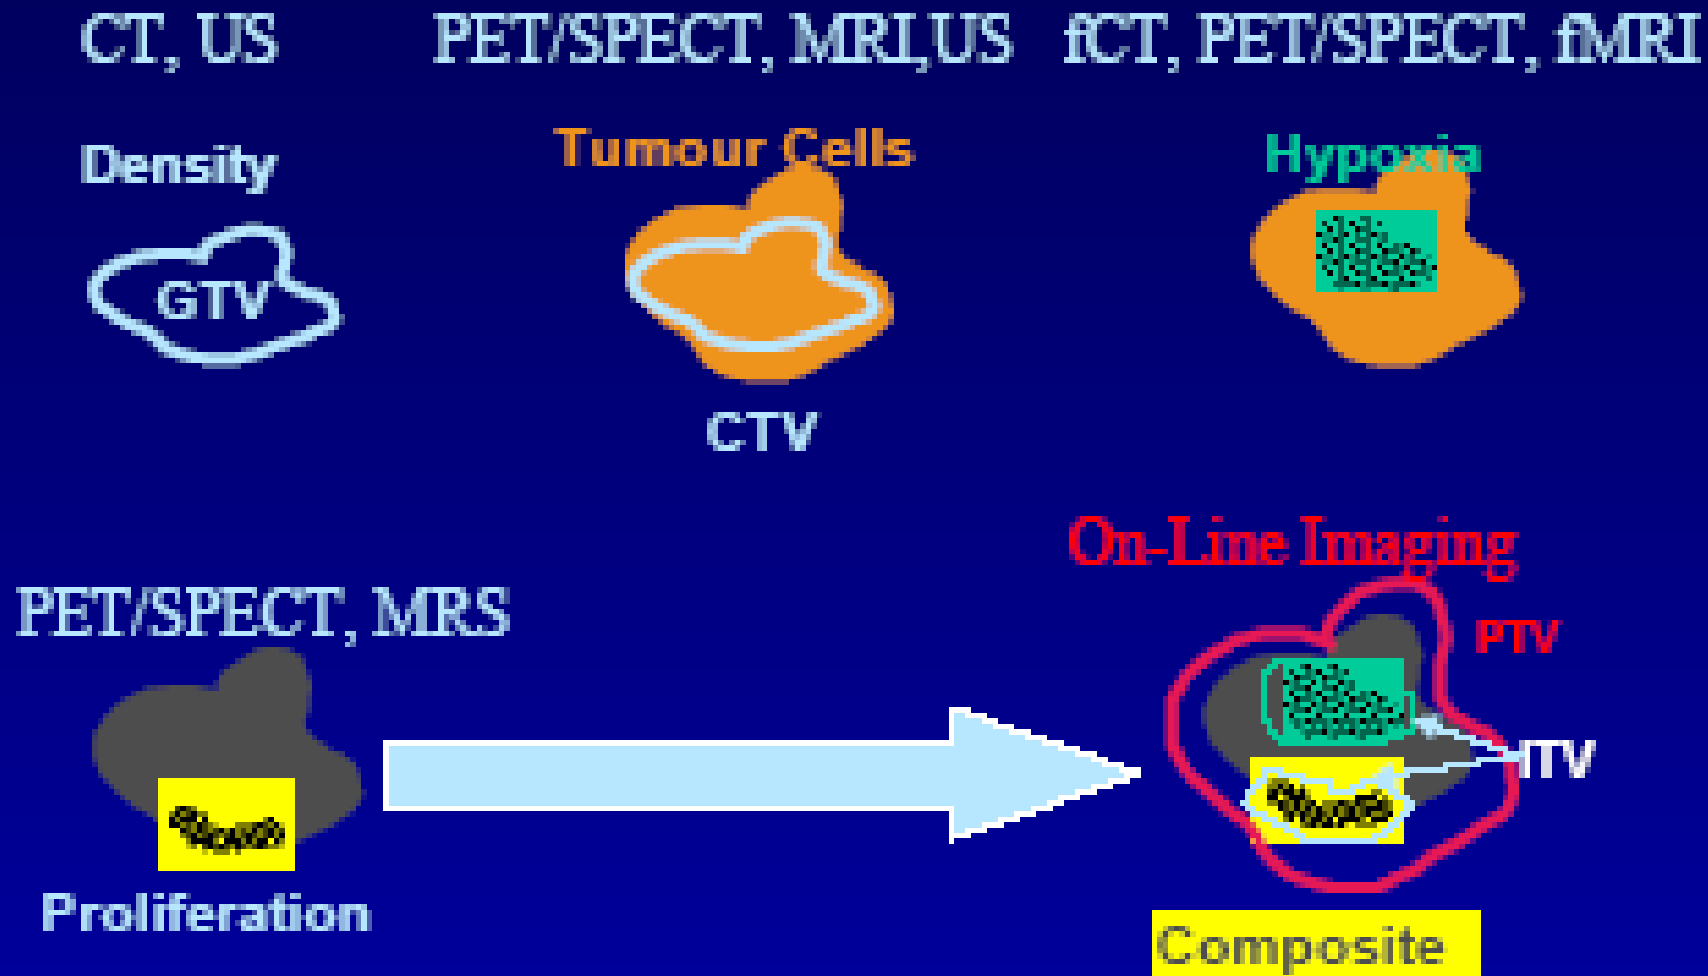 CT, US
PET/SPECT, MRI,US
fCT, PET/SPECT, fMRI
Density
Tumour Cells
Hypoxia
GTV
CTV
On-Line Imaging
PET/SPECT, MRS
PTV
ITV
Proliferation
Composite